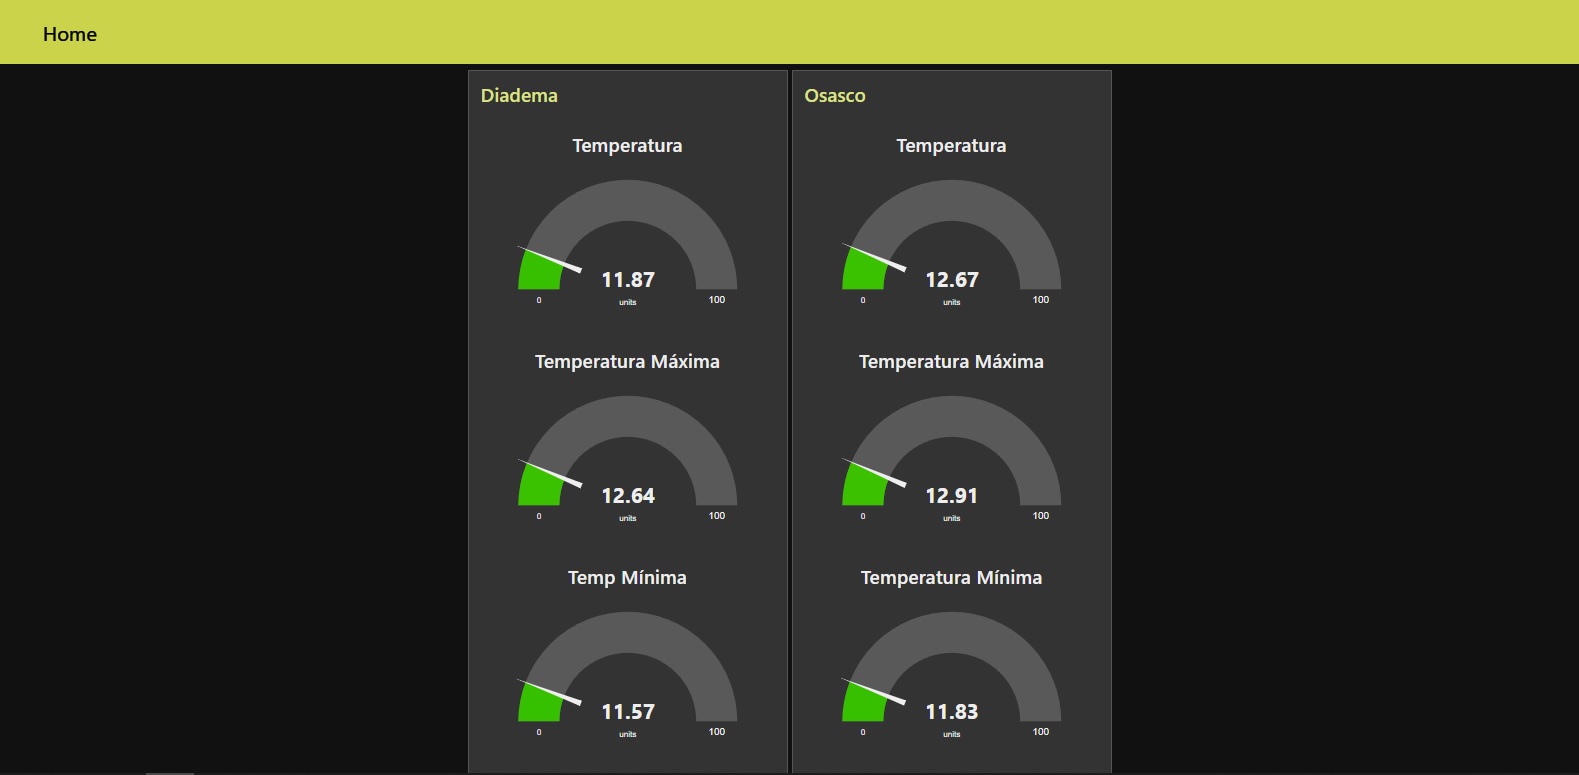 Home
Diadema
Temperatura
11.87
0
units
100
Temperatura Máxima
12.64
0
units
100
Temp Mínima
11.57
0
units
100
Osasco
Temperatura
12.67
0
units
100
Temperatura Máxima
12.91
0
units
100
Temperatura Mínima
11.83
0
units
100